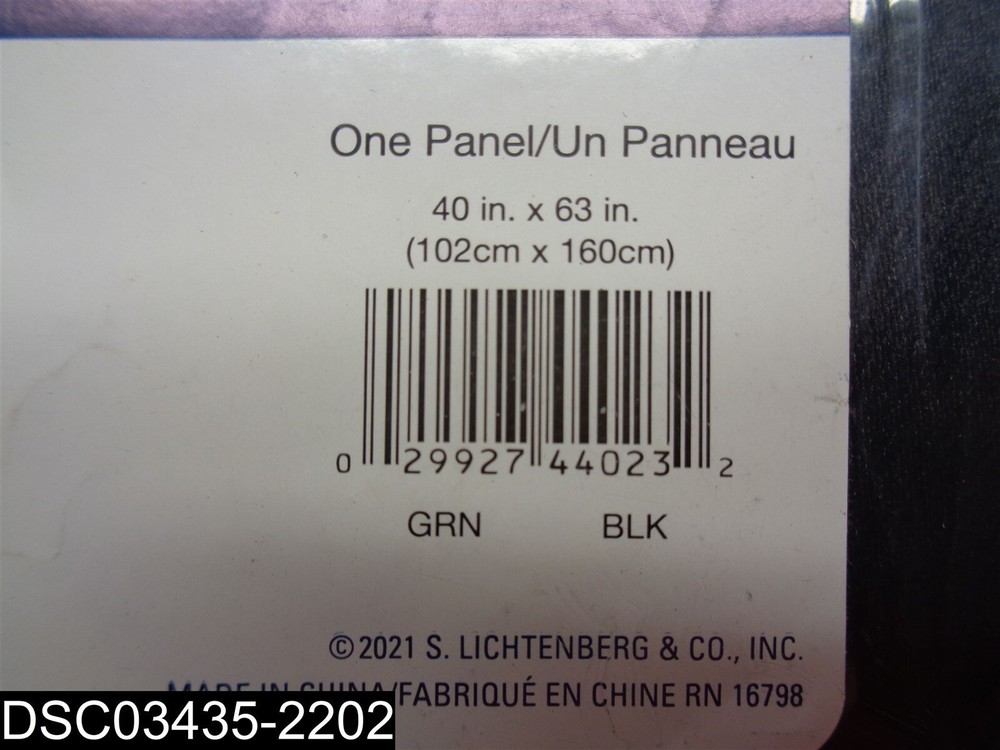 One Panel/Un Panneau
40 in. x 63 in.
(102cm x 160cm)
0 29927 44023 2
GRN BLK
©2021 S. LICHTENBERG & CO., INC.
MADE IN CHINA/FABRIQUÉ EN CHINE RN 16798
DSC03435-2202